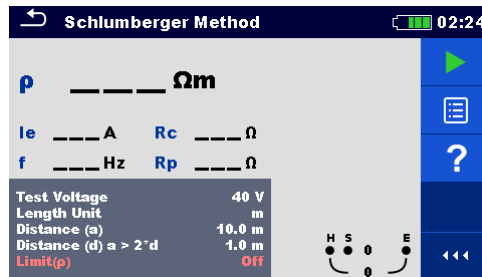 Schlumberger Method 02:24
ρ ___ Ωm
Ie ___A Rc ___Ω
f ___Hz Rp ___Ω
Test Voltage 40 V
Length Unit m
Distance (a) 10.0 m
Distance (d) a > 2*d 1.0 m
Limit(ρ) Off
H S 0 E
0
?